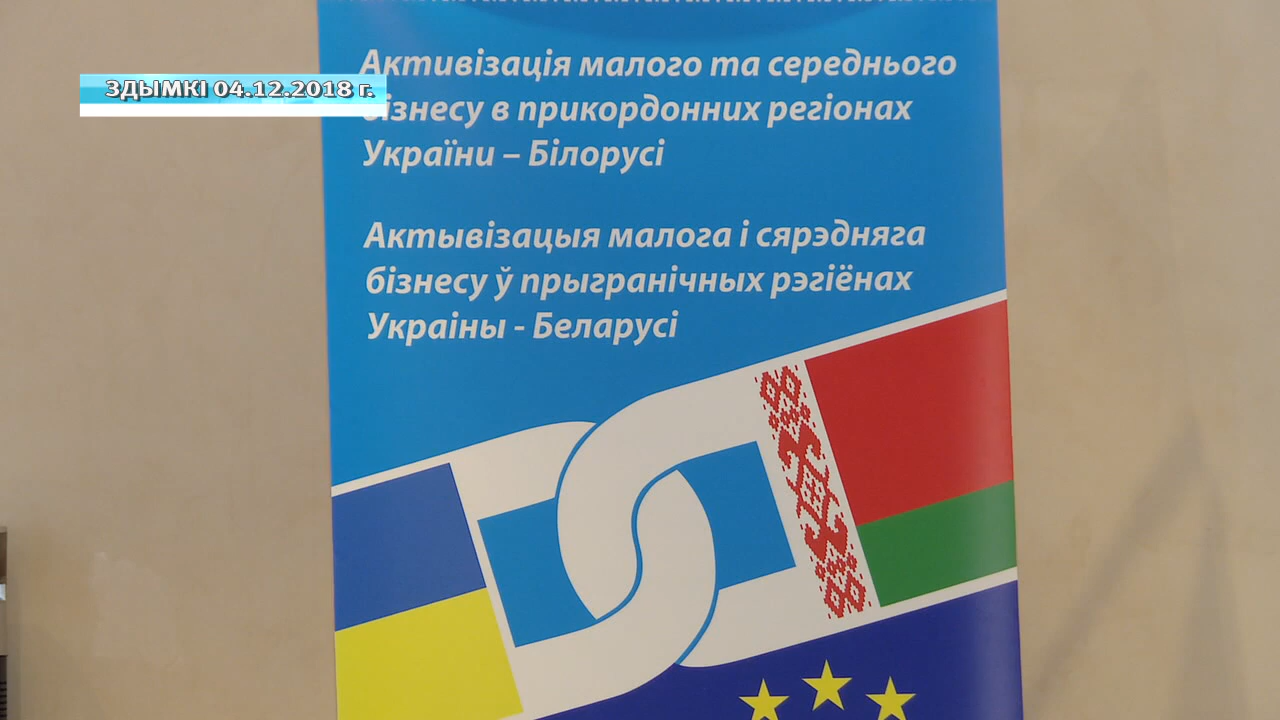 ЗДЫМКІ 04.12.2018 г.
Активізація малого та середнього
бізнесу в прикордонних регіонах
України – Білорусі
Актывізацыя малога і сярэдняга
бізнесу ў прыгранічных рэгіёнах
Украіны - Беларусі